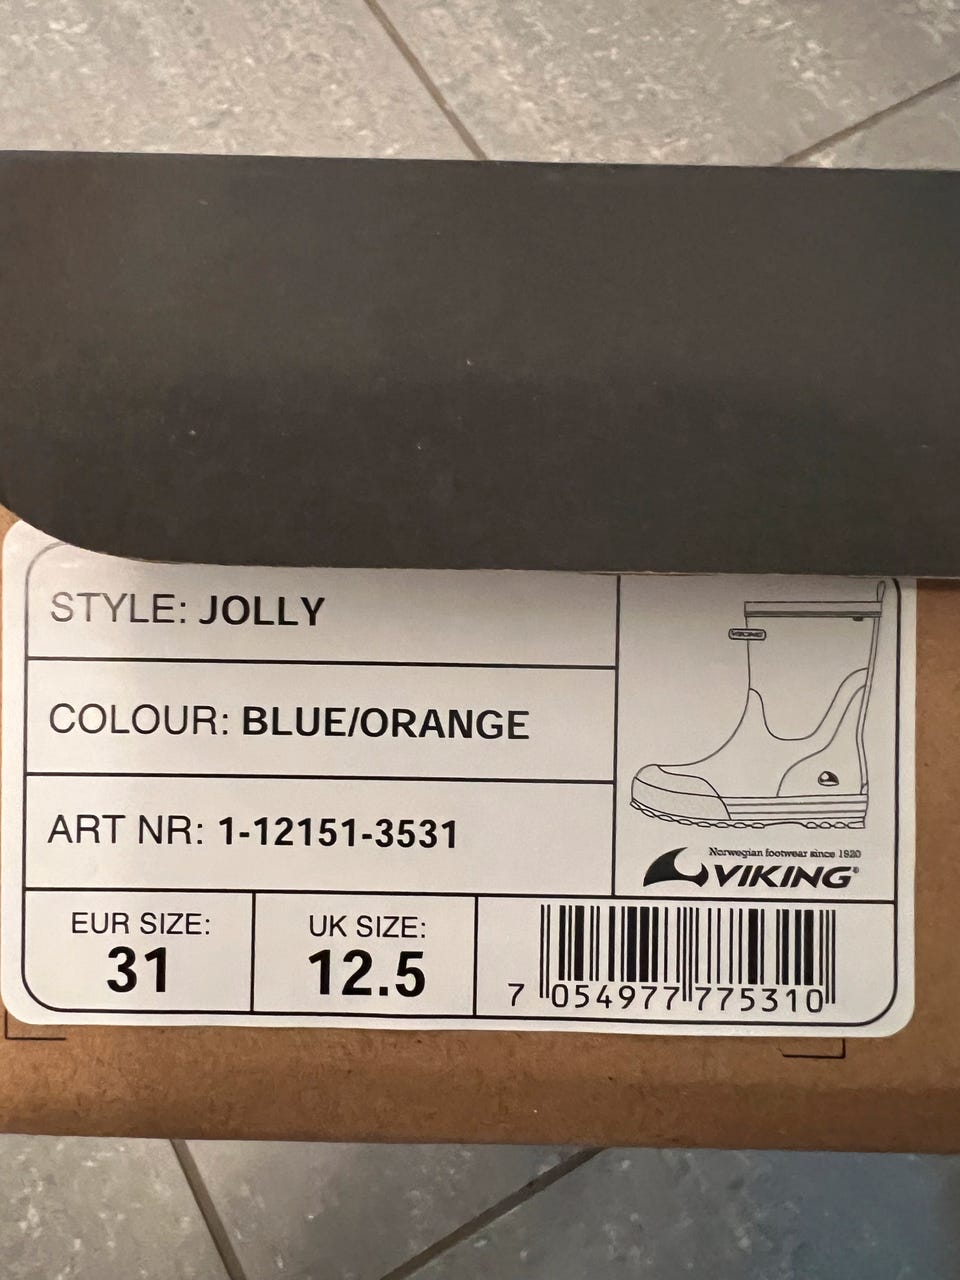 STYLE: JOLLY
COLOUR: BLUE/ORANGE
ART NR: 1-12151-3531
VIKING
Norwegian footwear since 1920
VIKING®
EUR SIZE:
31
UK SIZE:
12.5
7 054977 775310